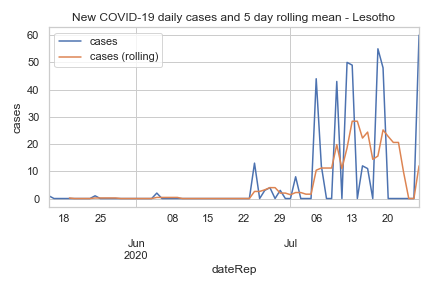 New COVID-19 daily cases and 5 day rolling mean - Lesotho
cases
cases (rolling)
60
50
40
30
20
10
0
cases
18 25 08 15 22 29 06 13 20
Jun Jul
2020
dateRep